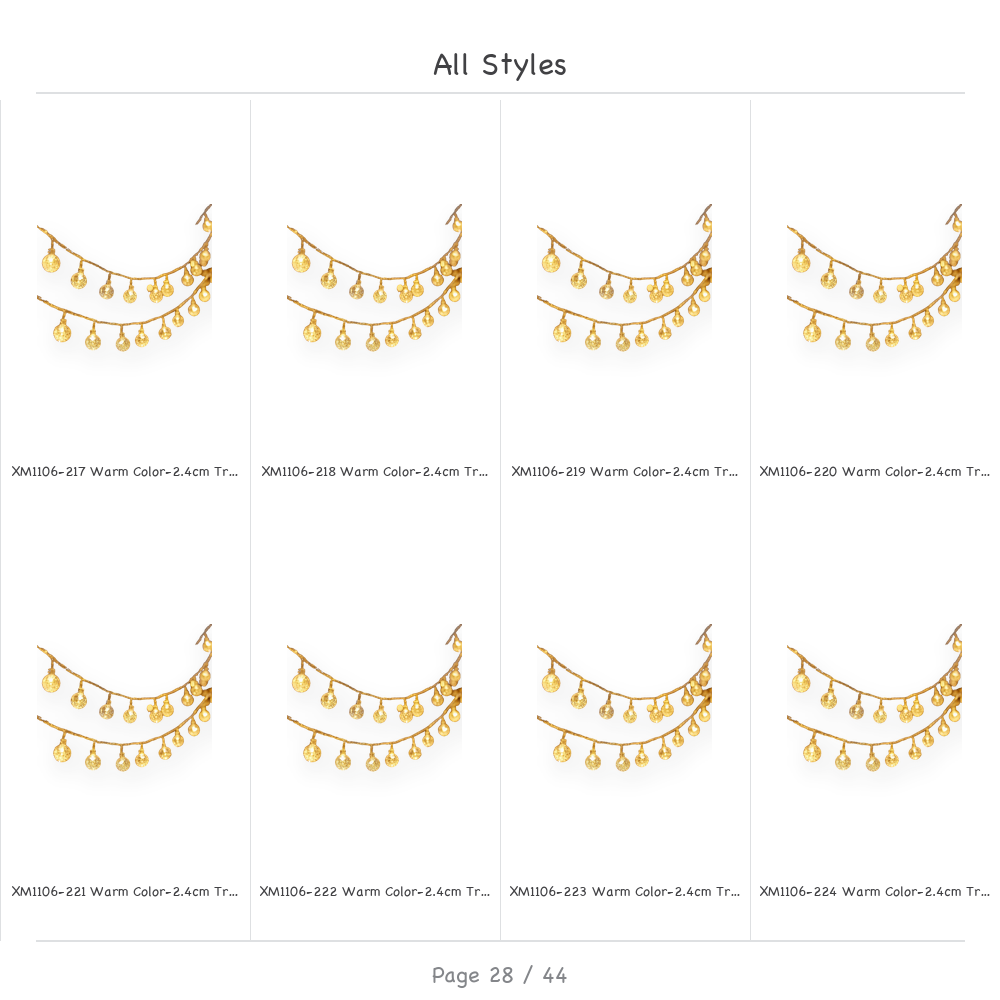 All Styles
XM1106-217 Warm Color-2.4cm Tr...
XM1106-218 Warm Color-2.4cm Tr...
XM1106-219 Warm Color-2.4cm Tr...
XM1106-220 Warm Color-2.4cm Tr...
XM1106-221 Warm Color-2.4cm Tr...
XM1106-222 Warm Color-2.4cm Tr...
XM1106-223 Warm Color-2.4cm Tr...
XM1106-224 Warm Color-2.4cm Tr...
Page 28 / 44